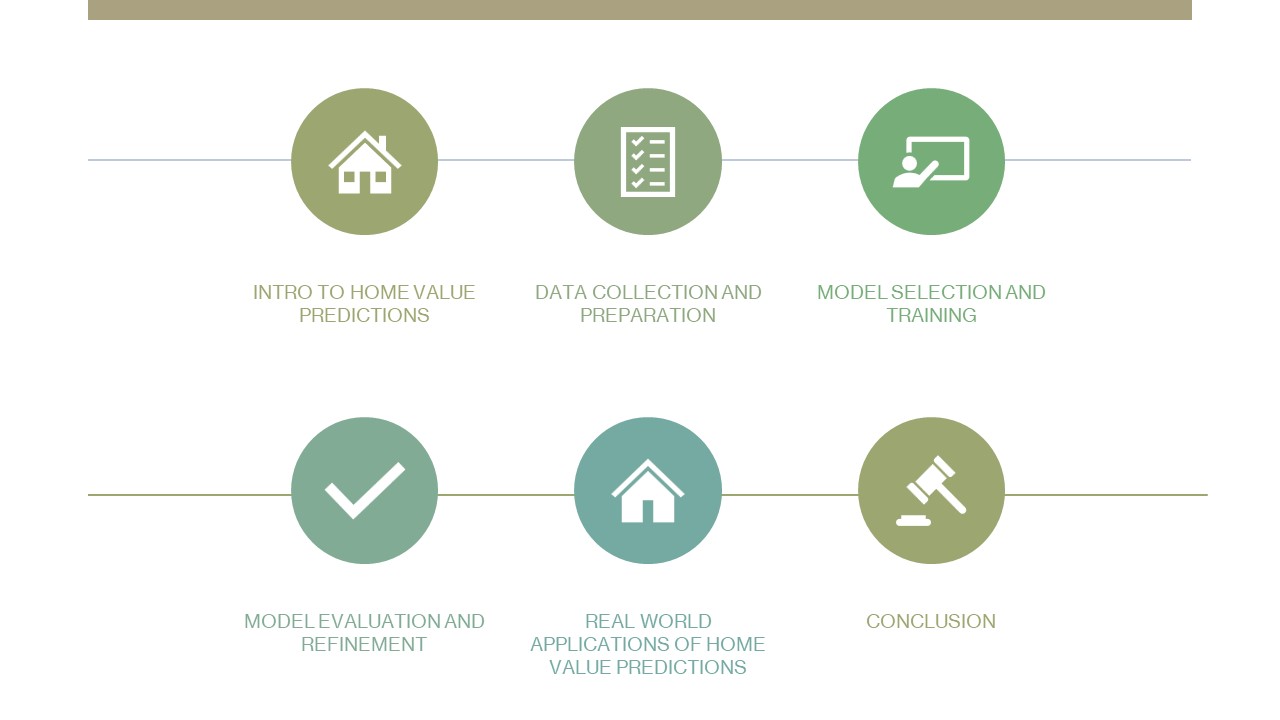 INTRO TO HOME VALUE
PREDICTIONS
DATA COLLECTION AND
PREPARATION
MODEL SELECTION AND
TRAINING
MODEL EVALUATION AND
REFINEMENT
REAL WORLD
APPLICATIONS OF HOME
VALUE PREDICTIONS
CONCLUSION